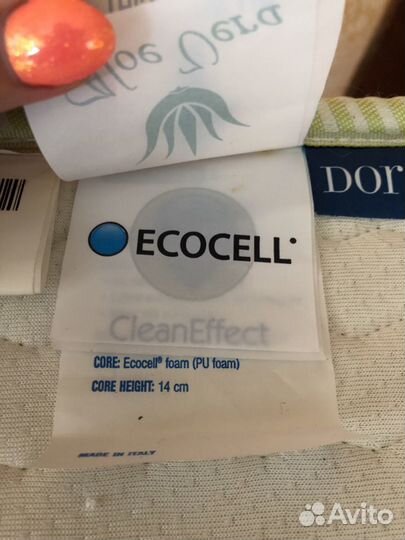 Aloe Vera
DOR
ECOCELL
CleanEffect
CORE: Ecocell® foam (PU foam)
CORE HEIGHT: 14 cm
MADE IN ITALY
Avito